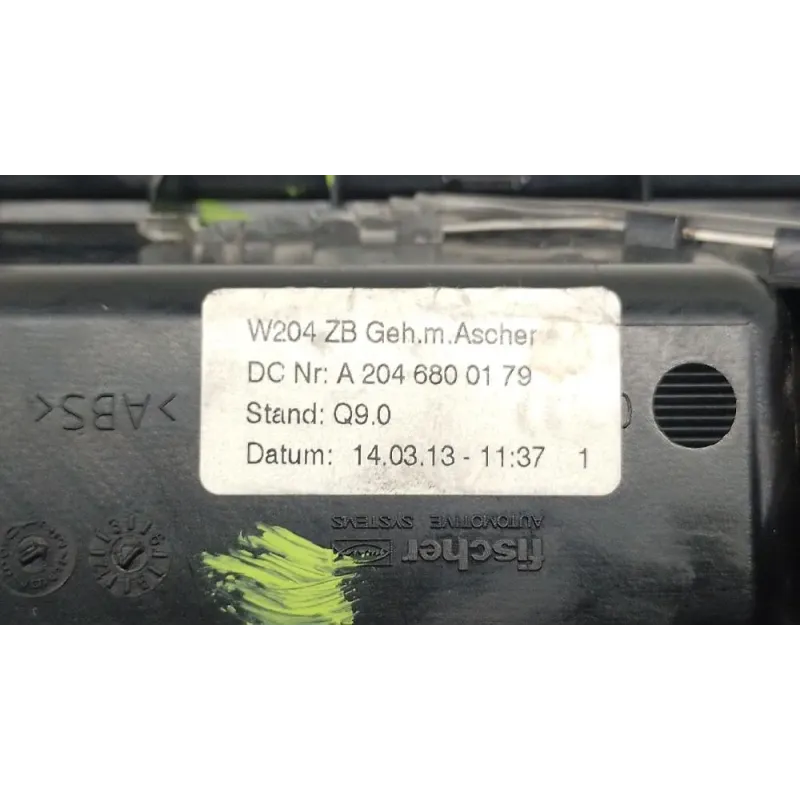 W204 ZB Geh.m.Ascher
DC Nr: A 204 680 01 79
Stand: Q9.0
Datum: 14.03.13 - 11:37 1
>ABS<
fischer
AUTOMOTIVE SYSTEMS